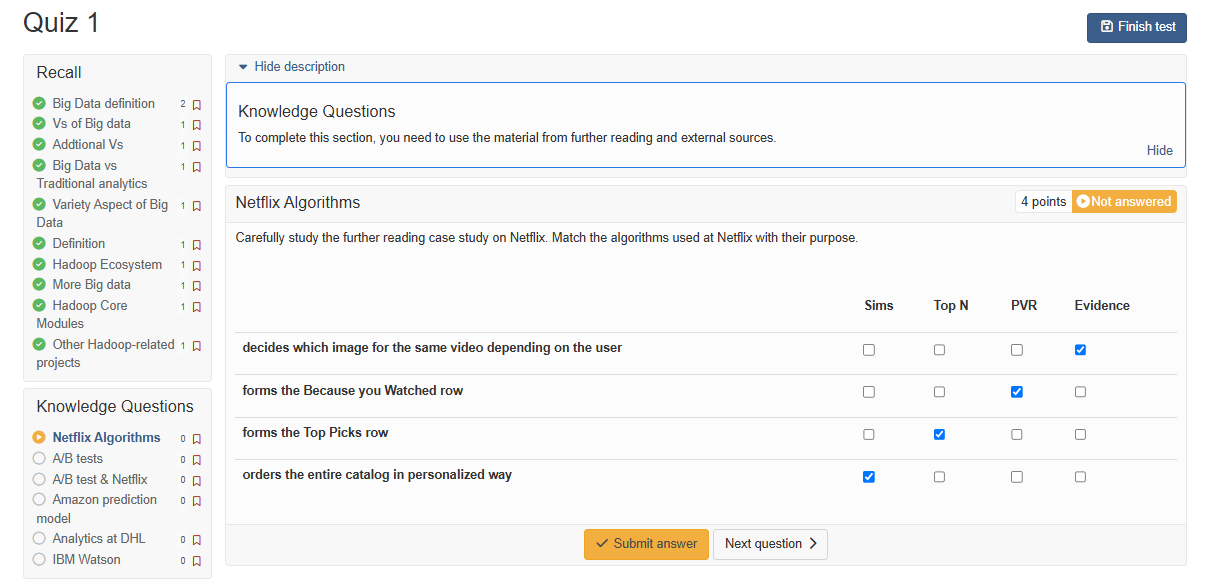 Quiz 1
Finish test
Recall
Big Data definition 2
Vs of Big data 1
Addtional Vs 1
Big Data vs 1
Traditional analytics
Variety Aspect of Big 1
Data
Definition 1
Hadoop Ecosystem 1
More Big data 1
Hadoop Core 1
Modules
Other Hadoop-related 1
projects
Knowledge Questions
Netflix Algorithms 0
A/B tests 0
A/B test & Netflix 0
Amazon prediction 0
model
Analytics at DHL 0
IBM Watson 0
Hide description
Knowledge Questions
To complete this section, you need to use the material from further reading and external sources.
Hide
Netflix Algorithms
4 points Not answered
Carefully study the further reading case study on Netflix. Match the algorithms used at Netflix with their purpose.
Sims Top N PVR Evidence
decides which image for the same video depending on the user
forms the Because you Watched row
forms the Top Picks row
orders the entire catalog in personalized way
Submit answer
Next question